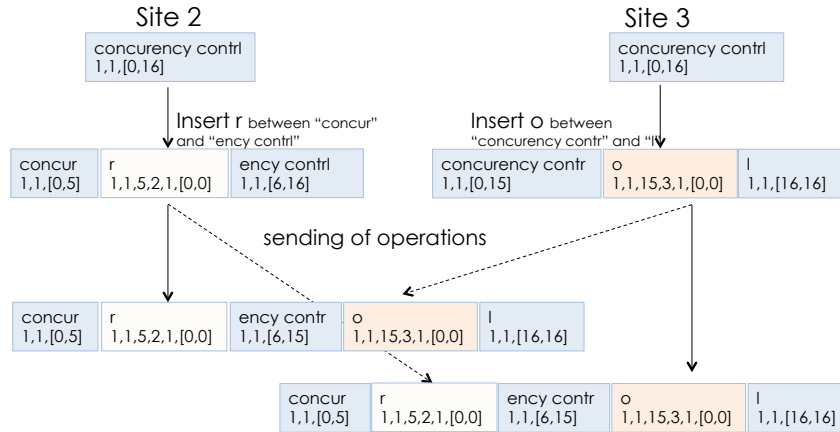 Site 2
Site 3
concurency contrl
1,1,[0,16]
concurency contrl
1,1,[0,16]
Insert r between “concur”
and “ency contrl”
Insert o between
“concurency contr” and “l”
concur
1,1,[0,5]
r
1,1,5,2,1,[0,0]
ency contrl
1,1,[6,16]
concurency contr
1,1,[0,15]
o
1,1,15,3,1,[0,0]
l
1,1,[16,16]
sending of operations
concur
1,1,[0,5]
r
1,1,5,2,1,[0,0]
ency contr
1,1,[6,15]
o
1,1,15,3,1,[0,0]
l
1,1,[16,16]
concur
1,1,[0,5]
r
1,1,5,2,1,[0,0]
ency contr
1,1,[6,15]
o
1,1,15,3,1,[0,0]
l
1,1,[16,16]